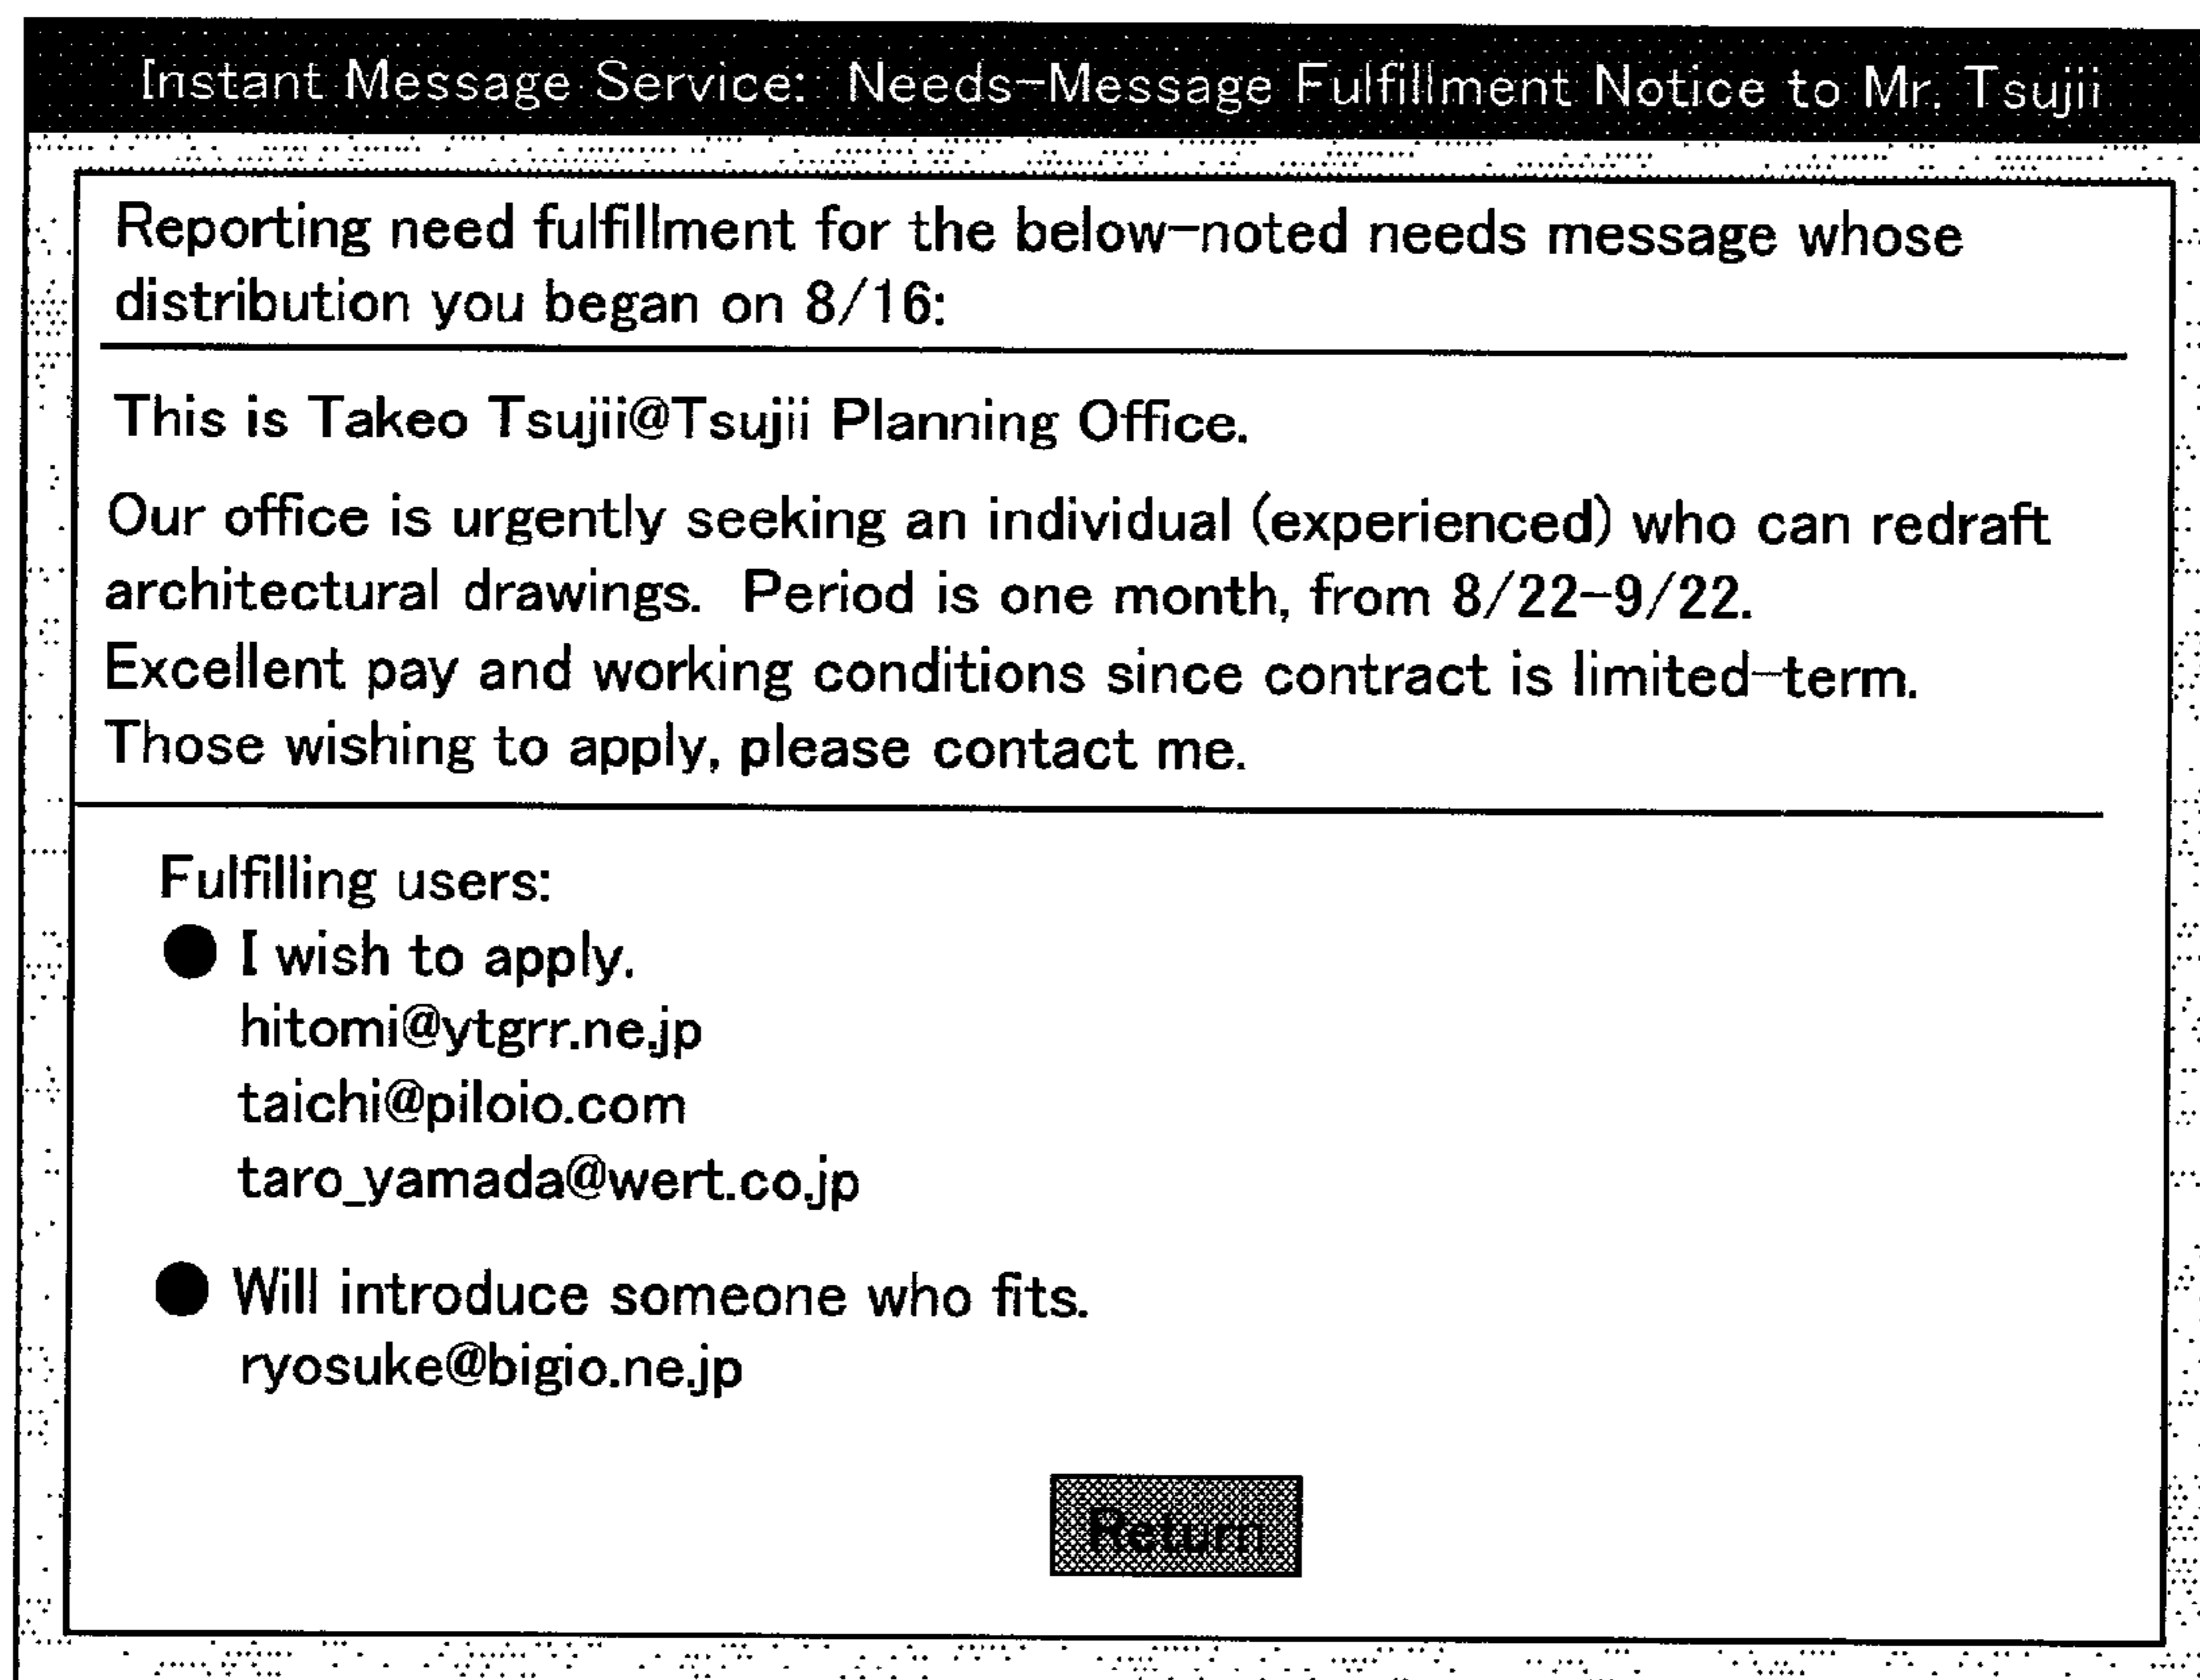 Instant Message Service: Needs-Message Fulfillment Notice to Mr. Tsujii
Reporting need fulfillment for the below-noted needs message whose
distribution you began on 8/16:
This is Takeo Tsujii@Tsujii Planning Office.
Our office is urgently seeking an individual (experienced) who can redraft
architectural drawings. Period is one month, from 8/22-9/22.
Excellent pay and working conditions since contract is limited-term.
Those wishing to apply, please contact me.
Fulfilling users:
● I wish to apply.
hitomi@ytgrr.ne.jp
taichi@piloio.com
taro_yamada@wert.co.jp
● Will introduce someone who fits.
ryosuke@bigio.ne.jp
Return